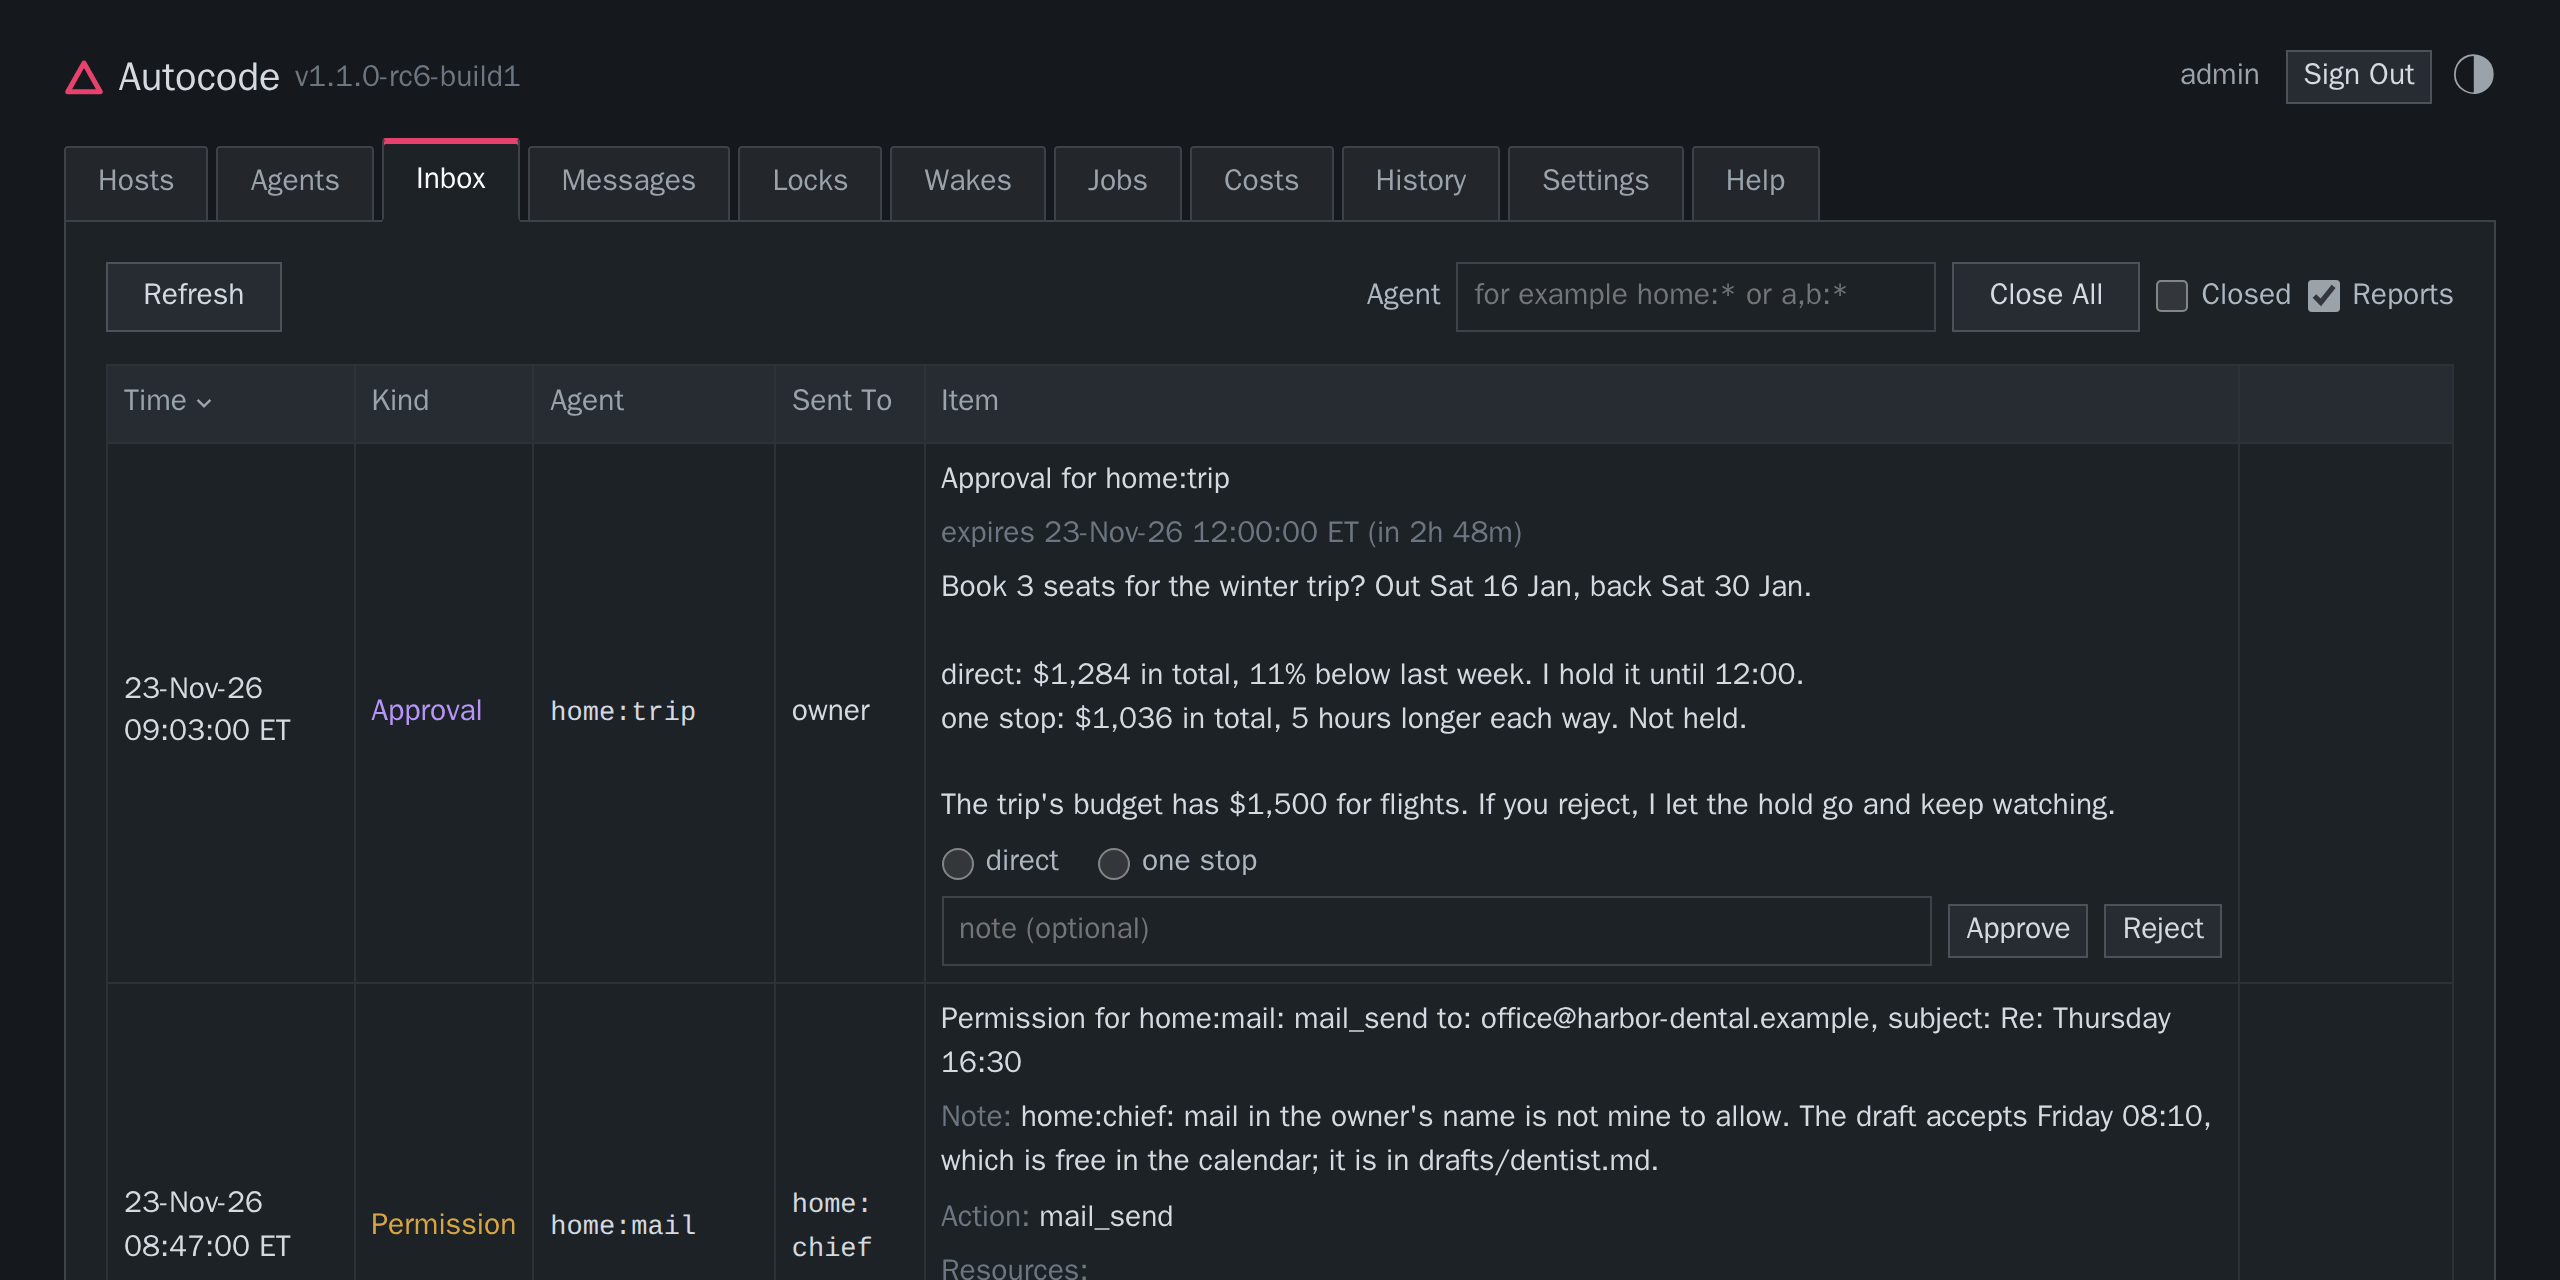 Autocode v1.1.0-rc6-build1
admin Sign Out
Hosts Agents Inbox Messages Locks Wakes Jobs Costs History Settings Help
Refresh
Agent for example home:* or a,b:* Close All Closed Reports
Time Kind Agent Sent To Item
23-Nov-26
09:03:00 ET
Approval
home:trip
owner
Approval for home:trip
expires 23-Nov-26 12:00:00 ET (in 2h 48m)
Book 3 seats for the winter trip? Out Sat 16 Jan, back Sat 30 Jan.
direct: $1,284 in total, 11% below last week. I hold it until 12:00.
one stop: $1,036 in total, 5 hours longer each way. Not held.
The trip's budget has $1,500 for flights. If you reject, I let the hold go and keep watching.
direct one stop
note (optional) Approve Reject
23-Nov-26
08:47:00 ET
Permission
home:mail
home:
chief
Permission for home:mail: mail_send to: office@harbor-dental.example, subject: Re: Thursday
16:30
Note: home:chief: mail in the owner's name is not mine to allow. The draft accepts Friday 08:10,
which is free in the calendar; it is in drafts/dentist.md.
Action: mail_send
Resources: